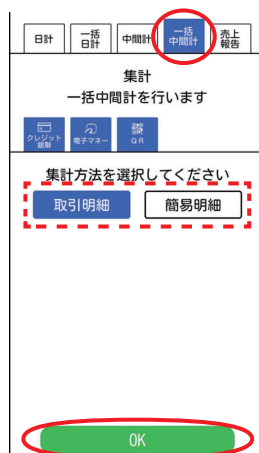 日計
一括
日計
中間計
一括
中間計
売上
報告
集計
一括中間計を行います
クレジット
銀聯
電子マネー
QR
集計方法を選択してください
取引明細
簡易明細
OK